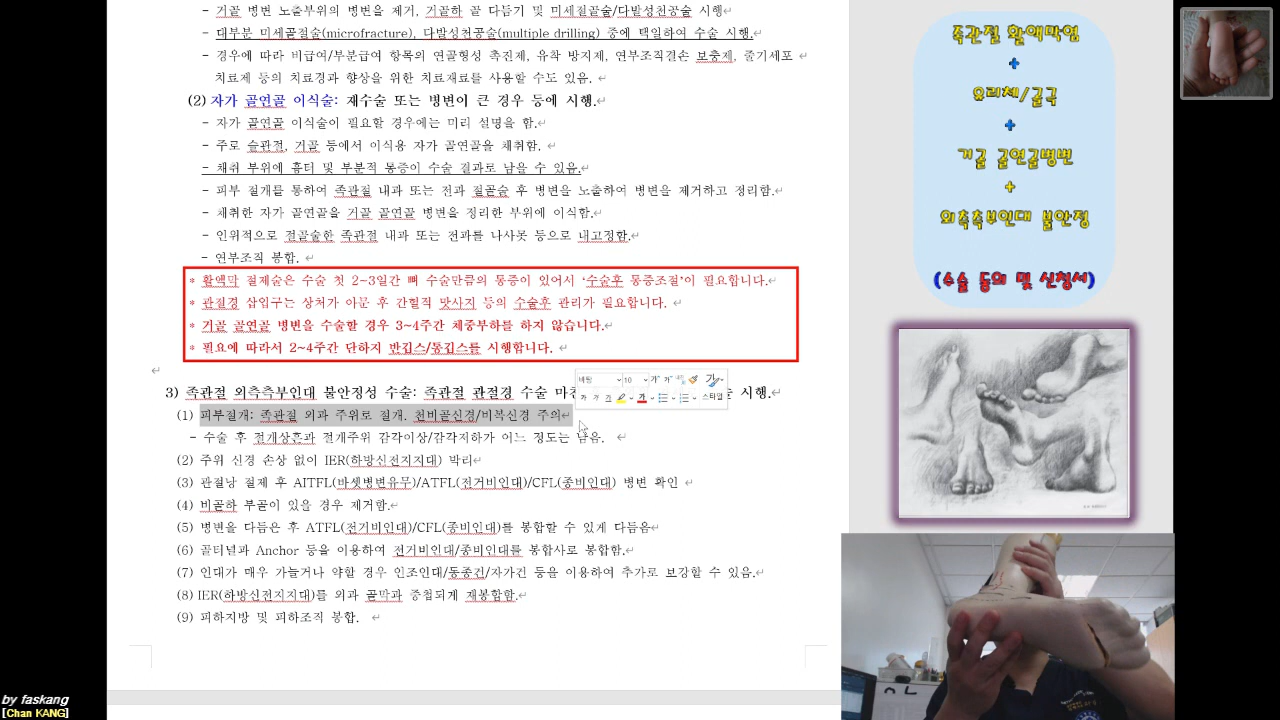 - 거골 병변 노출부위의 병변을 제거, 거골하 골 다듬기 및 미세절골술/다발성천공술 시행↵
- 대부분 미세골절술(microfracture), 다발성천공술(multiple drilling) 중에 택일하여 수술 시행.↵
- 경우에 따라 비급여/부분급여 항목의 연골형성 촉진제, 유착 방지제, 연부조직결손 보충제, 줄기세포 ↵
치료제 등의 치료경과 향상을 위한 치료재료를 사용할 수도 있음. ↵
(2) 자가 골연골 이식술: 재수술 또는 병변이 큰 경우 등에 시행.↵
- 자가 골연골 이식술이 필요할 경우에는 미리 설명을 함.↵
- 주로 슬관절, 거골 등에서 이식용 자가 골연골을 채취함. ↵
- 채취 부위에 흉터 및 부분적 통증이 수술 결과로 남을 수 있음.↵
- 피부 절개를 통하여 족관절 내과 또는 전과 절골술 후 병변을 노출하여 병변을 제거하고 정리함.↵
- 채취한 자가 골연골을 거골 골연골 병변을 정리한 부위에 이식함.↵
- 인위적으로 절골술한 족관절 내과 또는 전과를 나사못 등으로 내고정함.↵
- 연부조직 봉합. ↵
* 활액막 절제술은 수술 첫 2~3일간 뼈 수술만큼의 통증이 있어서 '수술후 통증조절'이 필요합니다.↵
* 관절경 삽입구는 상처가 아문 후 간헐적 맛사지 등의 수술후 관리가 필요합니다. ↵
* 거골 골연골 병변을 수술할 경우 3~4주간 체중부하를 하지 않습니다.↵
* 필요에 따라서 2~4주간 단하지 반깁스/통깁스를 시행합니다. ↵
↵
3) 족관절 외측측부인대 불안정성 수술: 족관절 관절경 수술 마친 술 시행.↵
바탕 10 가 가 가
가 가 가 가 스타일
(1) 피부절개: 족관절 외과 주위로 절개. 천비골신경/비복신경 주의↵
- 수술 후 절개상흔과 절개주위 감각이상/감각저하가 어느 정도는 남음. ↵
(2) 주위 신경 손상 없이 IER(하방신전지지대) 박리↵
(3) 관절낭 절제 후 AITFL(바셋병변유무)/ATFL(전거비인대)/CFL(종비인대) 병변 확인 ↵
(4) 비골하 부골이 있을 경우 제거함.↵
(5) 병변을 다듬은 후 ATFL(전기비인대)/CFL(종비인대)를 봉합할 수 있게 다듬음↵
(6) 골터널과 Anchor 등을 이용하여 전거비인대/종비인대를 봉합사로 봉합함.↵
(7) 인대가 매우 가늘거나 약할 경우 인조인대/동종건/자가건 등을 이용하여 추가로 보강할 수 있음.↵
(8) IER(하방신전지지대)를 외과 골막과 중첩되게 재봉합함.↵
(9) 피하지방 및 피하조직 봉합. ↵
족관절 활액막염
+
유리체/골극
+
거골 골연골병변
+
외측측부인대 불안정
(수술 동의 및 신청서)
by faskang
[Chan KANG]